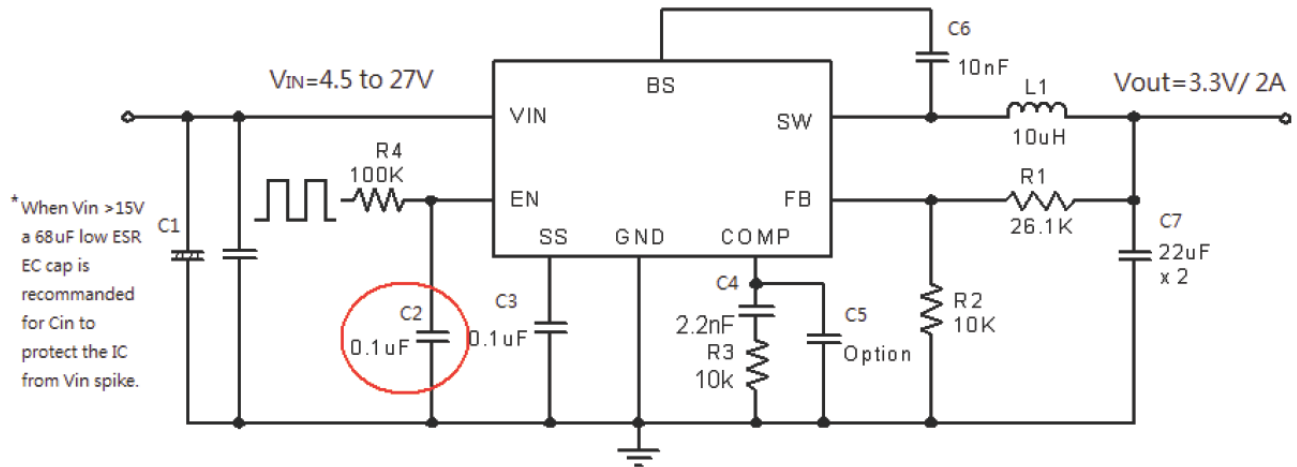 C6
10nF
VIN=4.5 to 27V
BS
L1
Vout=3.3V/ 2A
VIN
SW
10uH
R4
100K
R1
EN
FB
26.1K
* When Vin >15V
a 68uF low ESR
EC cap is
recommanded
for Cin to
protect the IC
from Vin spike.
C1
SS
GND
COMP
C7
22uF
x 2
C2
0.1uF
C3
0.1uF
C4
2.2nF
R3
10k
C5
Option
R2
10K